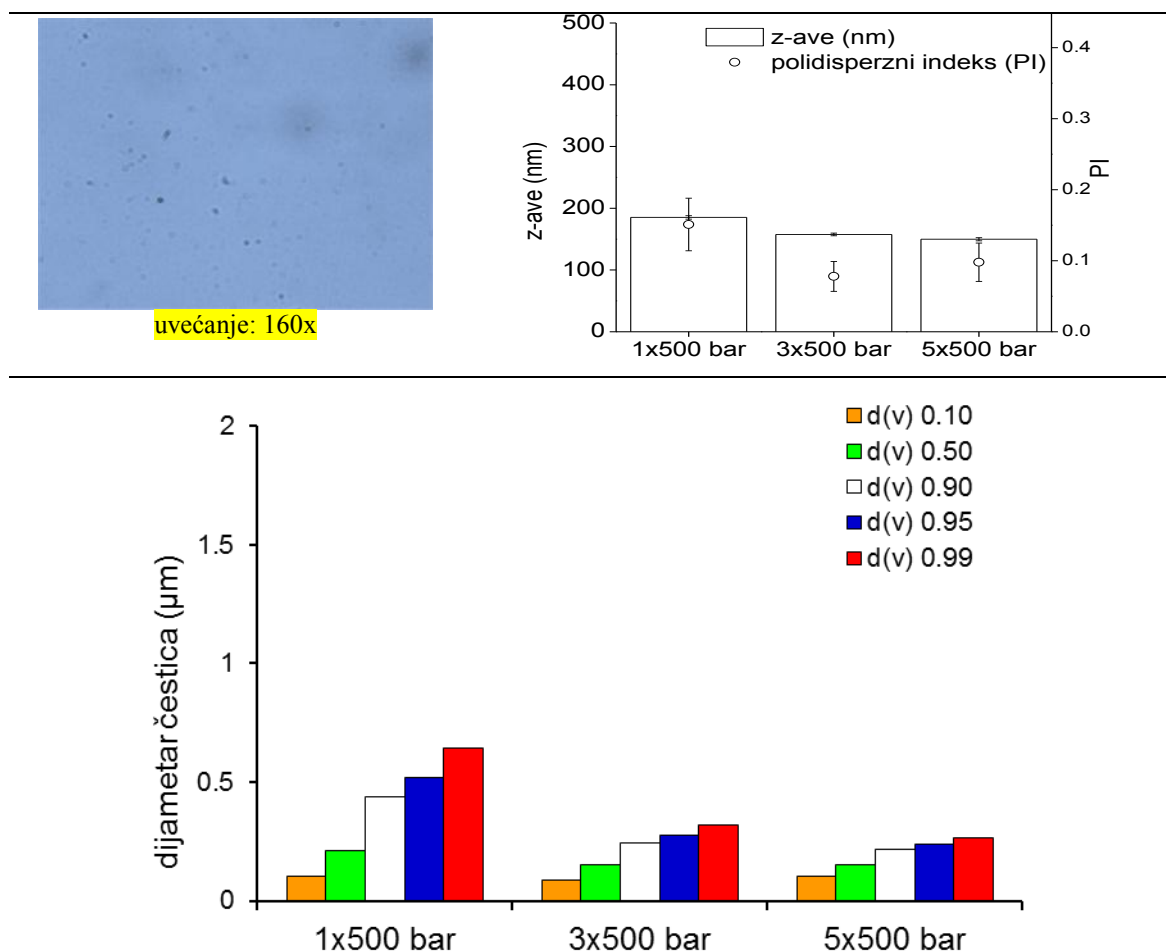 uvećanje: 160x
500
400
300
200
100
0
z-ave (nm)
z-ave (nm)
polidisperzni indeks (PI)
0.4
0.3
0.2
0.1
0.0
PI
1x500 bar 3x500 bar 5x500 bar
2
1.5
1
0.5
0
dijametar čestica (µm)
d(v) 0.10
d(v) 0.50
d(v) 0.90
d(v) 0.95
d(v) 0.99
1x500 bar 3x500 bar 5x500 bar